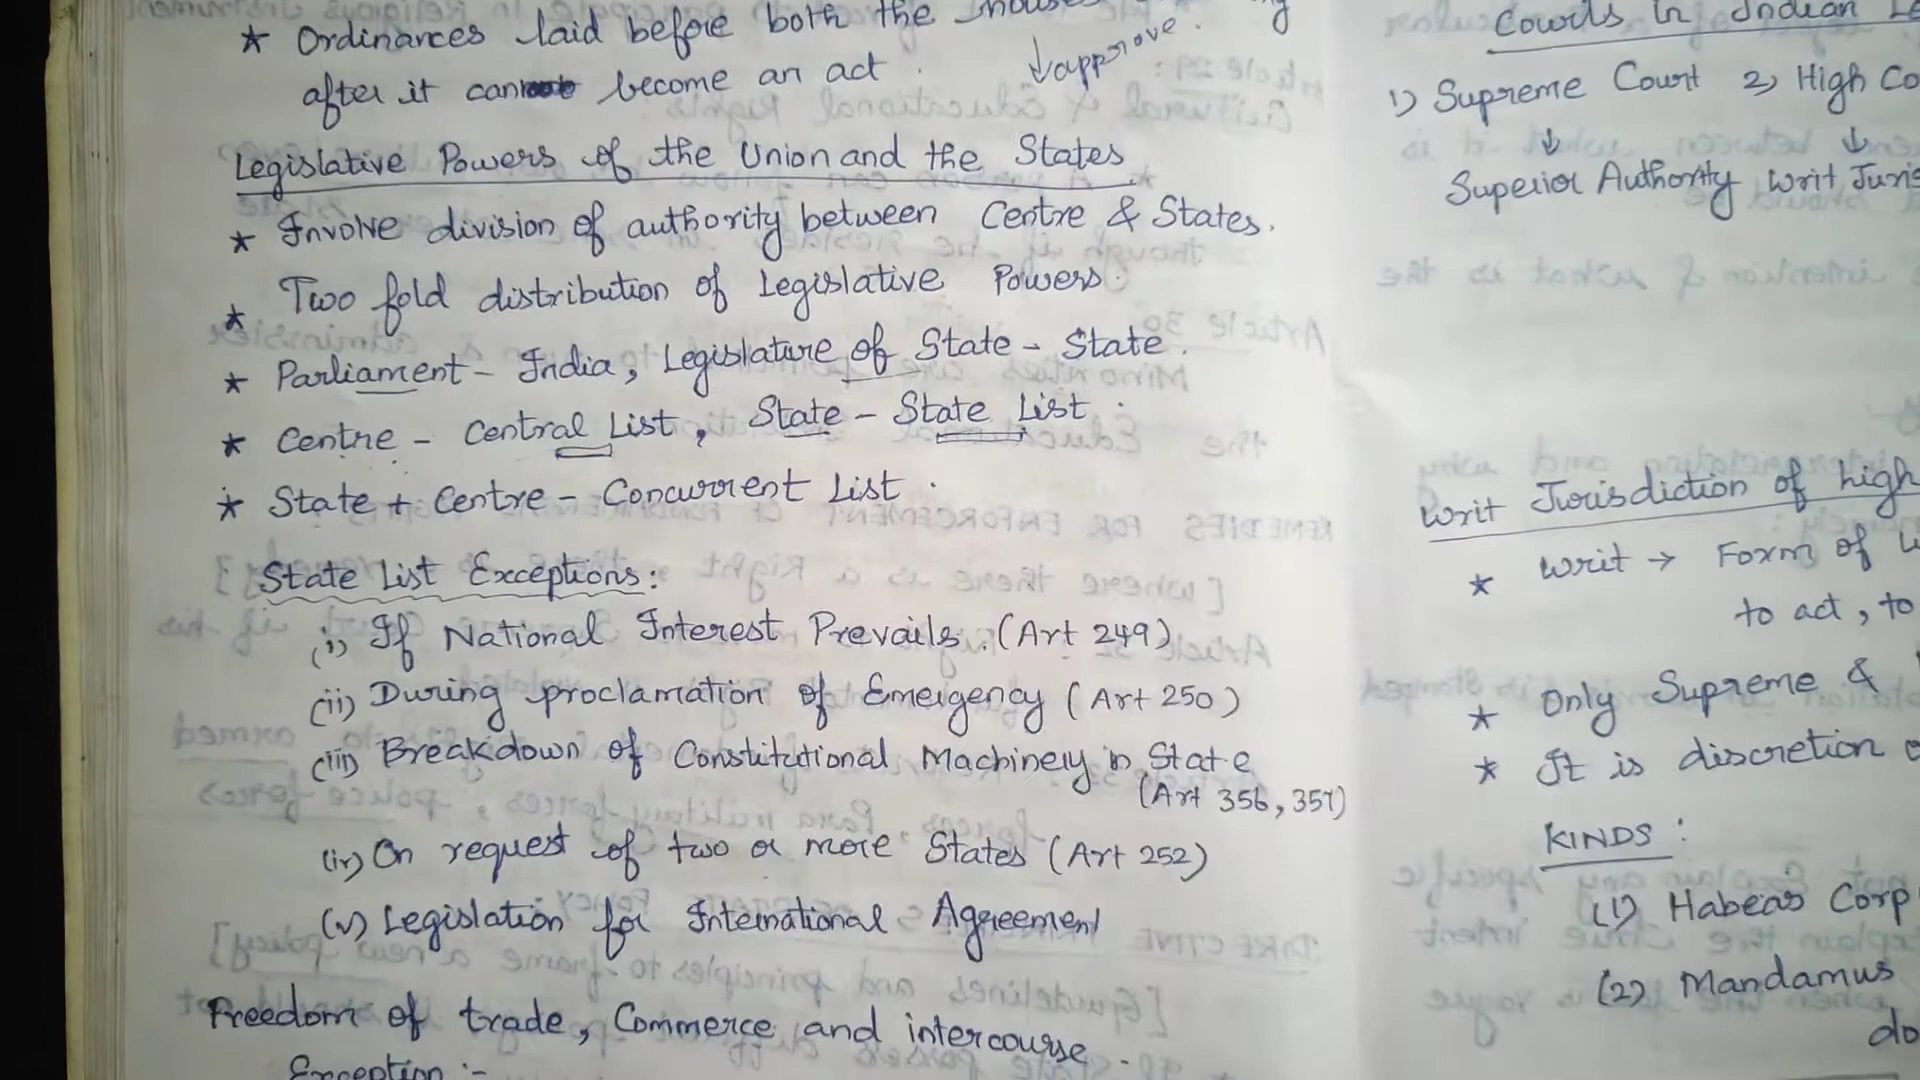 * Ordinances laid before both the House
after it can become an act. ↓approve.
Legislative Powers of the Union and the States
* Involve division of authority between Centre & States.
* Two fold distribution of Legislative Powers.
* Parliament - India, Legislature of State - State.
* Centre - Central List, State - State List.
* State + Centre - Concurrent List.
State List Exceptions:
(i) If National Interest Prevails. (Art 249)
(ii) During proclamation of Emergency (Art 250)
(iii) Breakdown of Constitutional Machinery in State
(Art 356, 357)
(iv) On request of two or more States (Art 252)
(v) Legislation for International Agreement
Freedom of trade, Commerce and intercourse.
Exception :-
Courts in Indian
1) Supreme Court 2) High Co
↓ ↓
Superior Authority Writ Juris
Writ Jurisdiction of high
* Writ → Form of
to act, to
* Only Supreme &
* It is discretion
KINDS :
(1) Habeas Corp
(2) Mandamus
do